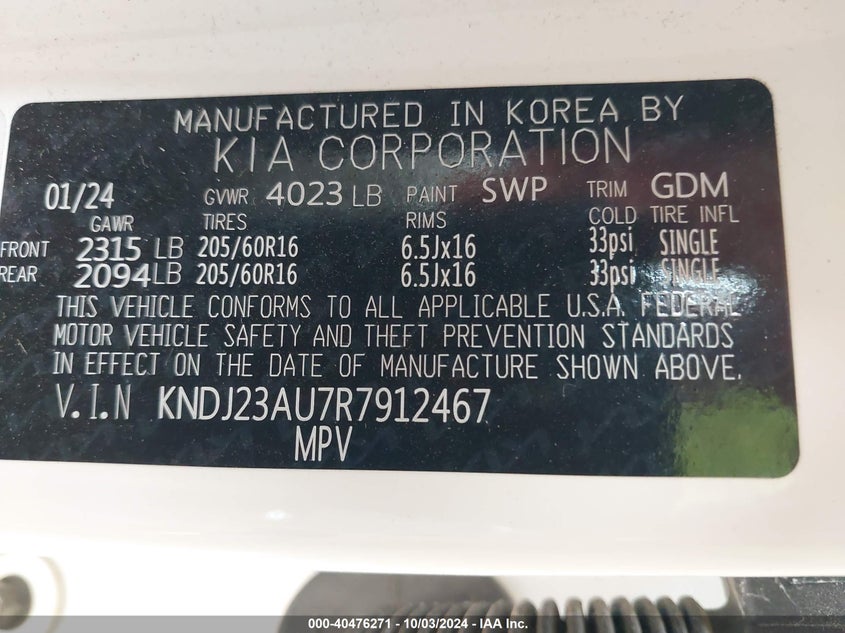 MANUFACTURED IN KOREA BY
KIA CORPORATION
01/24 GVWR 4023 LB PAINT SWP TRIM GDM
GAWR TIRES RIMS COLD TIRE INFL
FRONT 2315 LB 205/60R16 6.5Jx16 33psi SINGLE
REAR 2094 LB 205/60R16 6.5Jx16 33psi SINGLE
THIS VEHICLE CONFORMS TO ALL APPLICABLE U.S.A. FEDERAL
MOTOR VEHICLE SAFETY AND THEFT PREVENTION STANDARDS
IN EFFECT ON THE DATE OF MANUFACTURE SHOWN ABOVE.
V.I.N KNDJ23AU7R7912467
MPV
000-40476271 - 10/03/2024 - IAA Inc.